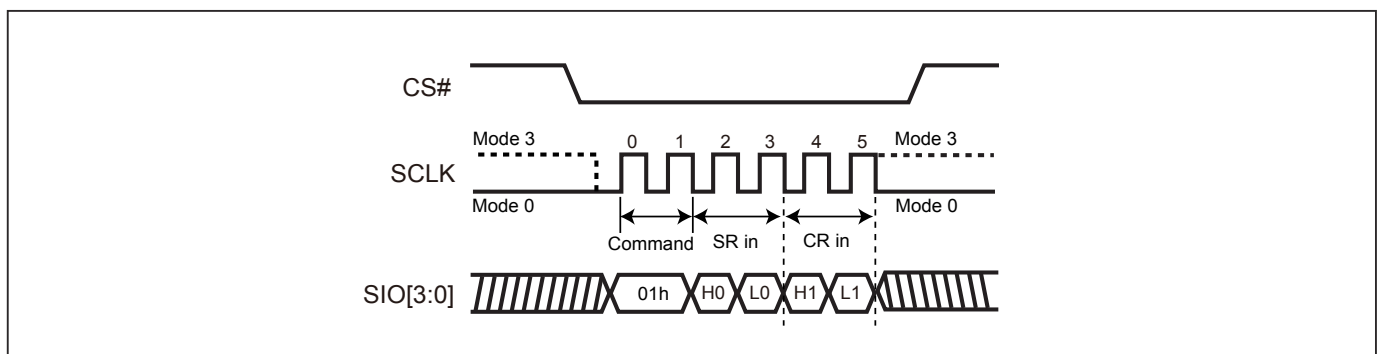 CS#
Mode 3 0 1 2 3 4 5 Mode 3
SCLK
Mode 0 Mode 0
Command SR in CR in
SIO[3:0] 01h H0 L0 H1 L1